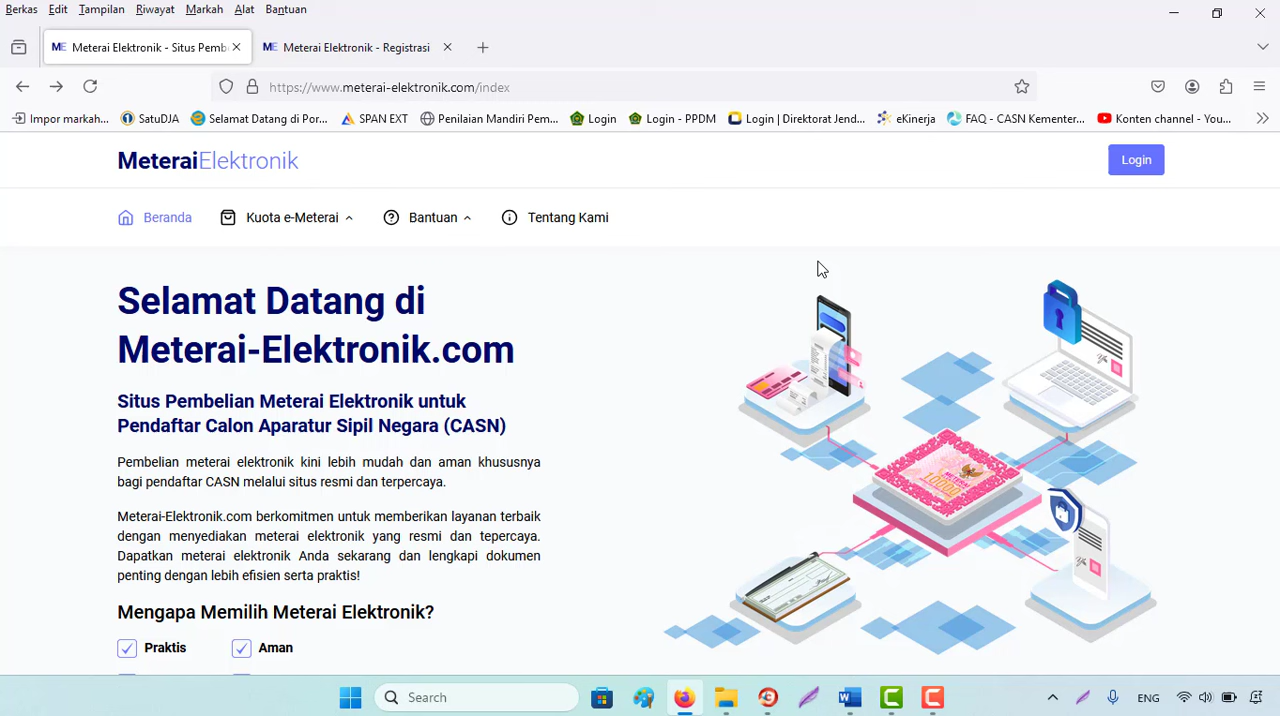 Berkas Edit Tampilan Riwayat Markah Alat Bantuan
ME Meterai Elektronik - Situs Pemb
ME Meterai Elektronik - Registrasi
https://www.meterai-elektronik.com/index
Impor markah... SatuDJA Selamat Datang di Por... SPAN EXT Penilaian Mandiri Pem... Login Login - PPDM Login | Direktorat Jend... eKinerja FAQ - CASN Kementer... Konten channel - You...
MeteraiElektronik
Login
Beranda Kuota e-Meterai Bantuan Tentang Kami
Selamat Datang di
Meterai-Elektronik.com
Situs Pembelian Meterai Elektronik untuk
Pendaftar Calon Aparatur Sipil Negara (CASN)
Pembelian meterai elektronik kini lebih mudah dan aman khususnya
bagi pendaftar CASN melalui situs resmi dan terpercaya.
Meterai-Elektronik.com berkomitmen untuk memberikan layanan terbaik
dengan menyediakan meterai elektronik yang resmi dan tepercaya.
Dapatkan meterai elektronik Anda sekarang dan lengkapi dokumen
penting dengan lebih efisien serta praktis!
Mengapa Memilih Meterai Elektronik?
Praktis Aman
10000
Search
ENG